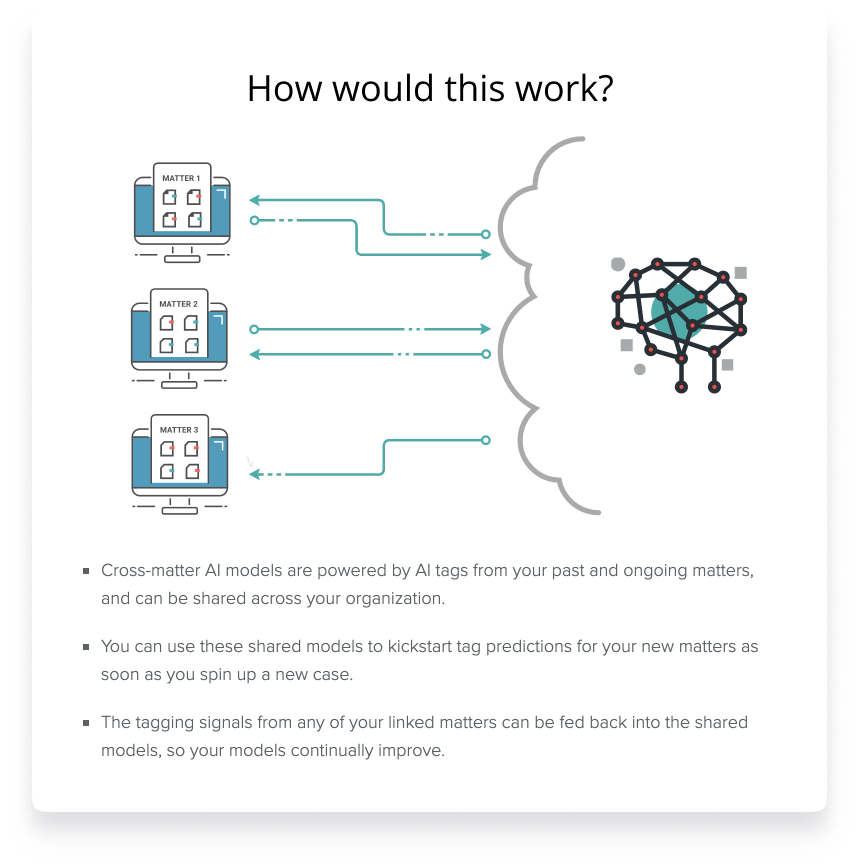 How would this work?
MATTER 1
MATTER 2
MATTER 3
Cross-matter AI models are powered by AI tags from your past and ongoing matters,
and can be shared across your organization.
You can use these shared models to kickstart tag predictions for your new matters as
soon as you spin up a new case.
The tagging signals from any of your linked matters can be fed back into the shared
models, so your models continually improve.